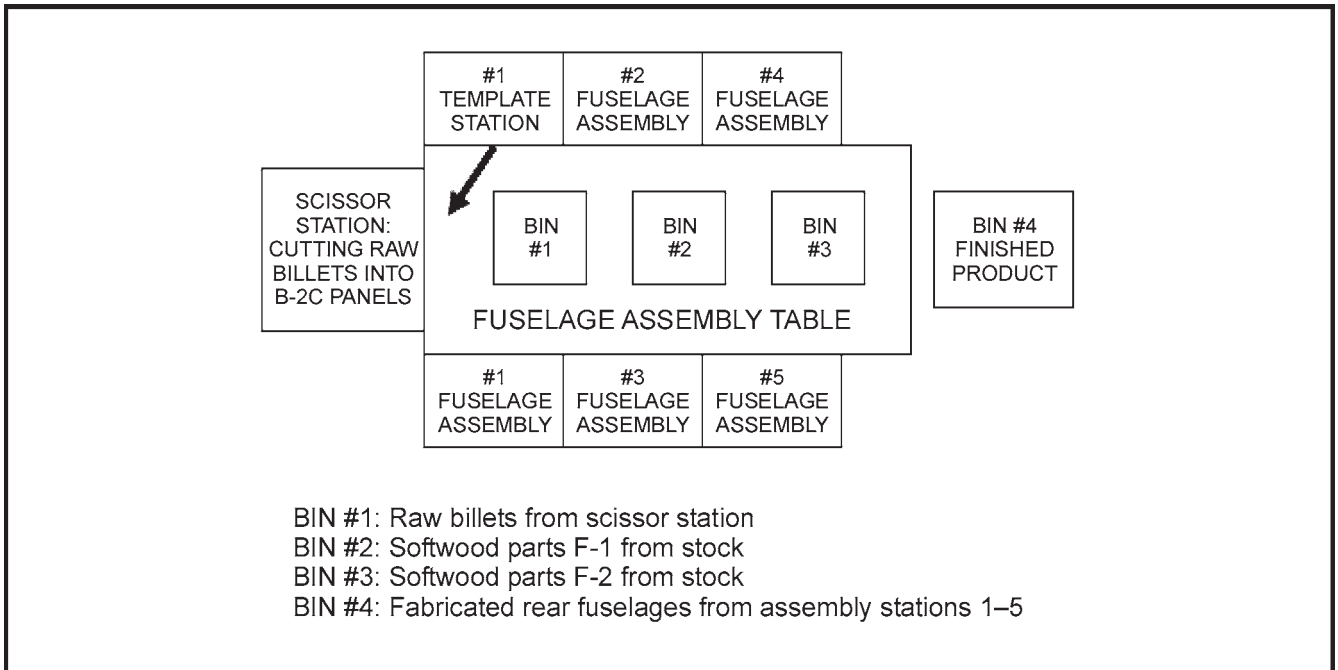 #1
TEMPLATE
STATION
#2
FUSELAGE
ASSEMBLY
#4
FUSELAGE
ASSEMBLY
SCISSOR
STATION:
CUTTING RAW
BILLETS INTO
B-2C PANELS
BIN
#1
BIN
#2
BIN
#3
BIN #4
FINISHED
PRODUCT
FUSELAGE ASSEMBLY TABLE
#1
FUSELAGE
ASSEMBLY
#3
FUSELAGE
ASSEMBLY
#5
FUSELAGE
ASSEMBLY
BIN #1: Raw billets from scissor station
BIN #2: Softwood parts F-1 from stock
BIN #3: Softwood parts F-2 from stock
BIN #4: Fabricated rear fuselages from assembly stations 1–5